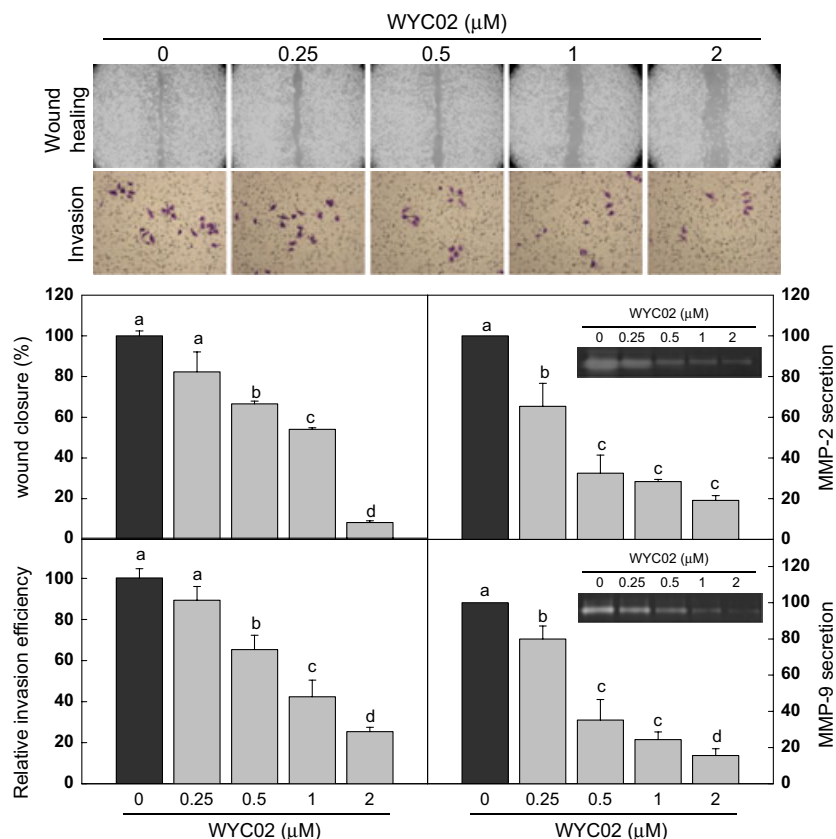 WYC02 (μM)
0 0.25 0.5 1 2
Wound healing
Invasion
120
100
80
60
40
20
0
wound closure (%)
a a b c d
WYC02 (μM)
0 0.25 0.5 1 2
a b c c c
120
100
80
60
40
20
0
MMP-2 secretion
100
80
60
40
20
0
Relative invasion efficiency
a a b c d
0 0.25 0.5 1 2
WYC02 (μM)
WYC02 (μM)
0 0.25 0.5 1 2
a b c c d
0 0.25 0.5 1 2
WYC02 (μM)
120
100
80
60
40
20
0
MMP-9 secretion